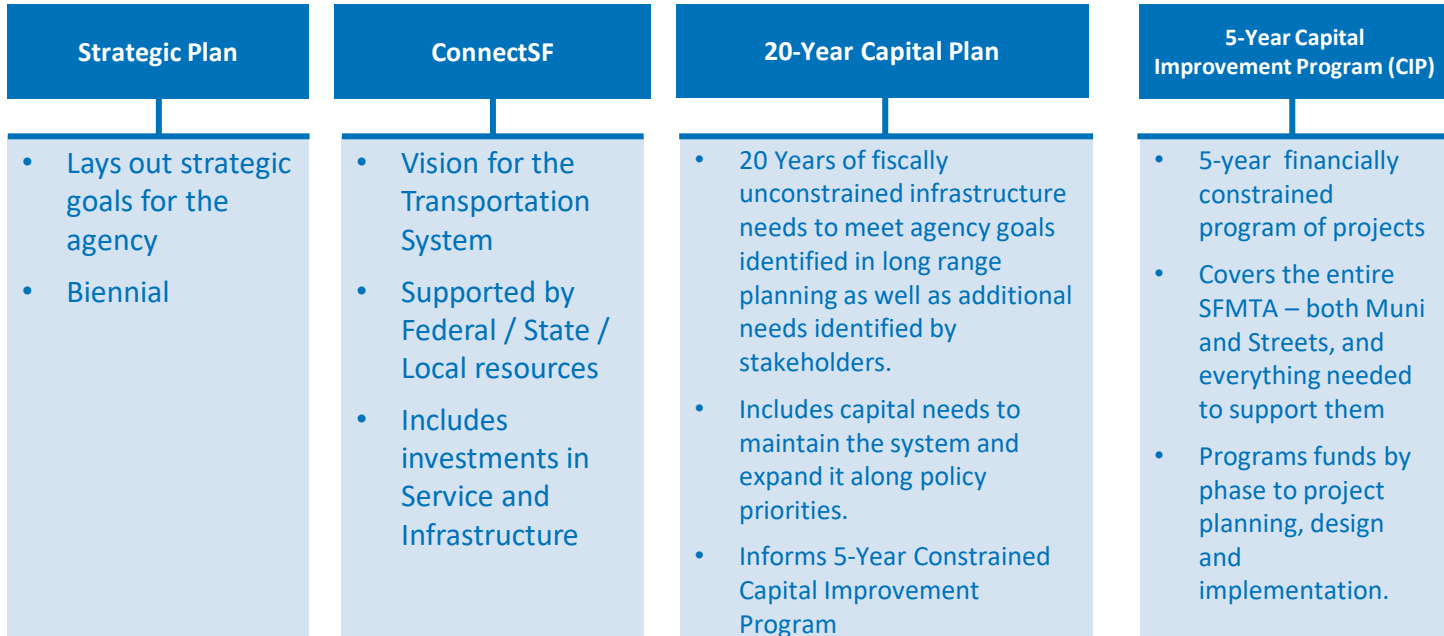 Strategic Plan
• Lays out strategic
goals for the
agency
• Biennial
ConnectSF
• Vision for the
Transportation
System
• Supported by
Federal / State /
Local resources
• Includes
investments in
Service and
Infrastructure
20-Year Capital Plan
• 20 Years of fiscally
unconstrained infrastructure
needs to meet agency goals
identified in long range
planning as well as additional
needs identified by
stakeholders.
• Includes capital needs to
maintain the system and
expand it along policy
priorities.
• Informs 5-Year Constrained
Capital Improvement
Program
5-Year Capital
Improvement Program (CIP)
• 5-year financially
constrained
program of projects
• Covers the entire
SFMTA – both Muni
and Streets, and
everything needed
to support them
• Programs funds by
phase to project
planning, design
and
implementation.